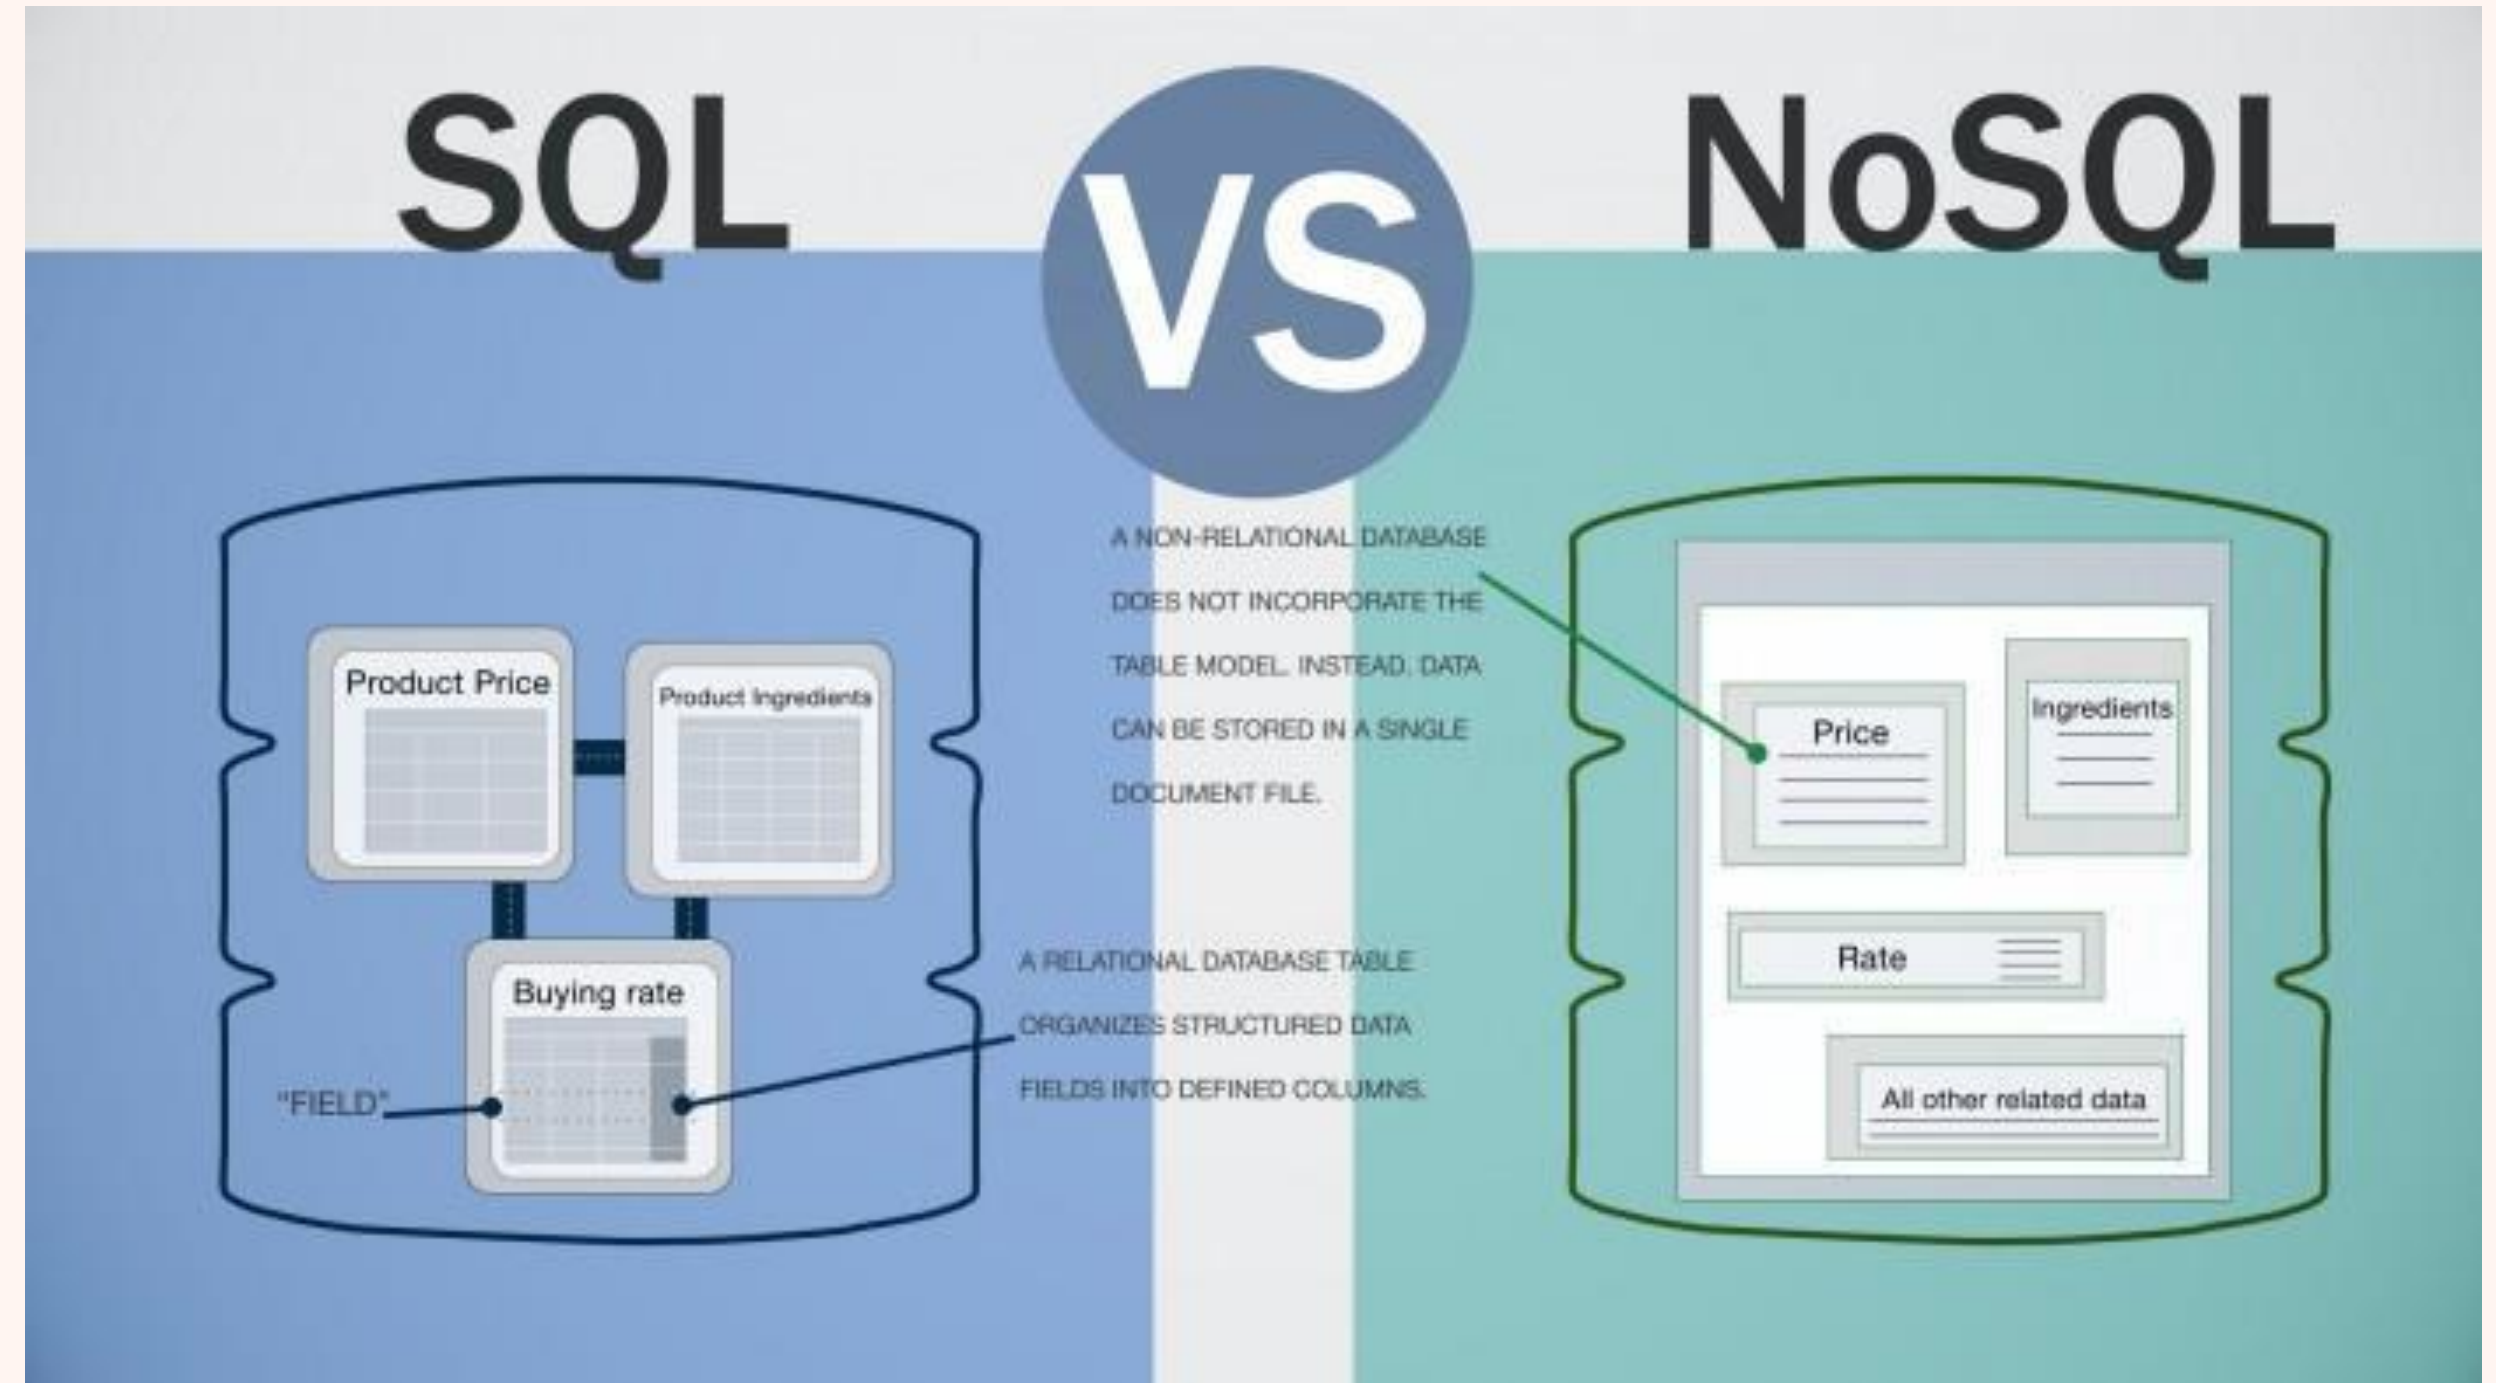 SQL
VS
NoSQL
A NON-RELATIONAL DATABASE
DOES NOT INCORPORATE THE
TABLE MODEL. INSTEAD. DATA
CAN BE STORED IN A SINGLE
DOCUMENT FILE.
Product Price
Product Ingredients
Buying rate
"FIELD"
A RELATIONAL DATABASE TABLE
ORGANIZES STRUCTURED DATA
FIELDS INTO DEFINED COLUMNS.
Price
Ingredients
Rate
All other related data